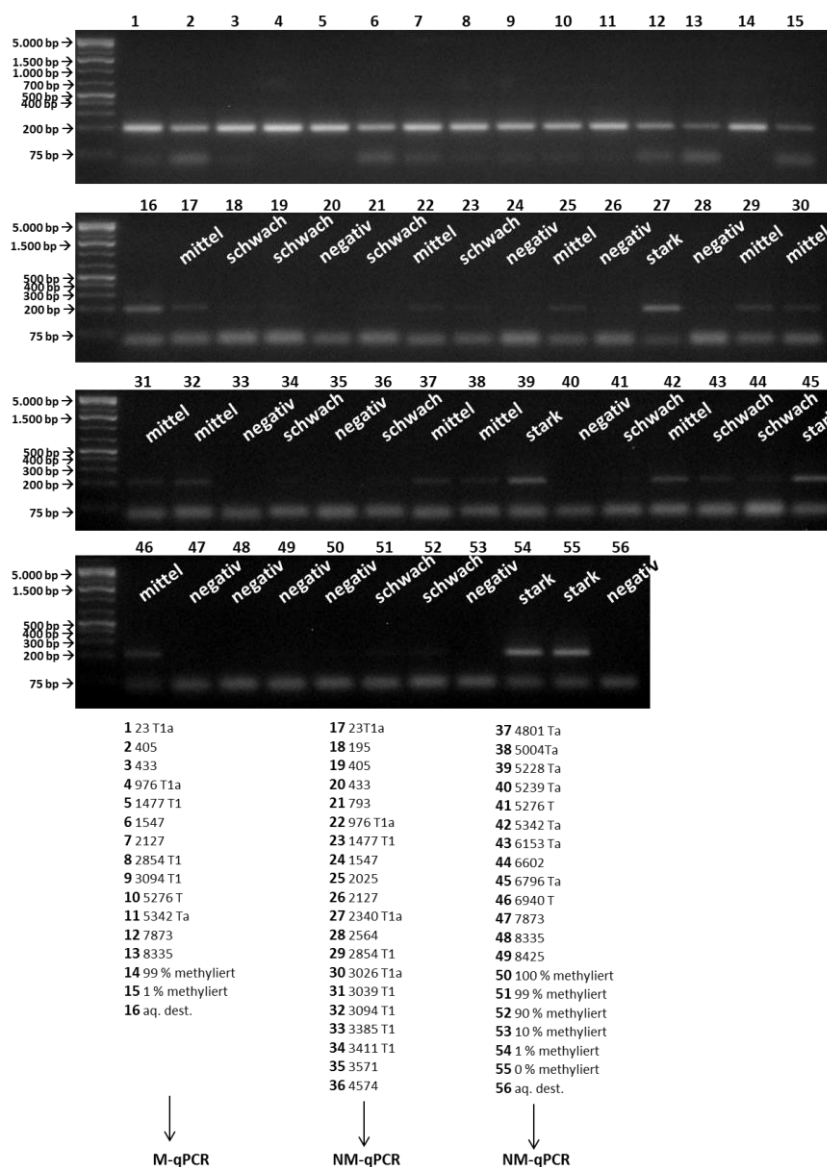 1 2 3 4 5 6 7 8 9 10 11 12 13 14 15
5.000 bp →
1.500 bp →
1.000 bp →
700 bp →
500 bp →
400 bp →
200 bp →
75 bp →
16 17 18 19 20 21 22 23 24 25 26 27 28 29 30
mittel schwach schwach negativ schwach mittel schwach negativ mittel negativ stark negativ mittel mittel
5.000 bp →
1.500 bp →
500 bp →
400 bp →
300 bp →
200 bp →
75 bp →
31 32 33 34 35 36 37 38 39 40 41 42 43 44 45
mittel mittel negativ schwach negativ schwach mittel mittel stark negativ schwach mittel schwach schwach stark
5.000 bp →
1.500 bp →
500 bp →
400 bp →
300 bp →
200 bp →
75 bp →
46 47 48 49 50 51 52 53 54 55 56
mittel negativ negativ negativ negativ schwach schwach negativ stark stark negativ
5.000 bp →
1.500 bp →
500 bp →
400 bp →
300 bp →
200 bp →
75 bp →
1 23 T1a
2 405
3 433
4 976 T1a
5 1477 T1
6 1547
7 2127
8 2854 T1
9 3094 T1
10 5276 T
11 5342 Ta
12 7873
13 8335
14 99 % methyliert
15 1 % methyliert
16 aq. dest.
M-qPCR
17 23T1a
18 195
19 405
20 433
21 793
22 976 T1a
23 1477 T1
24 1547
25 2025
26 2127
27 2340 T1a
28 2564
29 2854 T1
30 3026 T1a
31 3039 T1
32 3094 T1
33 3385 T1
34 3411 T1
35 3571
36 4574
NM-qPCR
37 4801 Ta
38 5004Ta
39 5228 Ta
40 5239 Ta
41 5276 T
42 5342 Ta
43 6153 Ta
44 6602
45 6796 Ta
46 6940 T
47 7873
48 8335
49 8425
50 100 % methyliert
51 99 % methyliert
52 90 % methyliert
53 10 % methyliert
54 1 % methyliert
55 0 % methyliert
56 aq. dest.
NM-qPCR